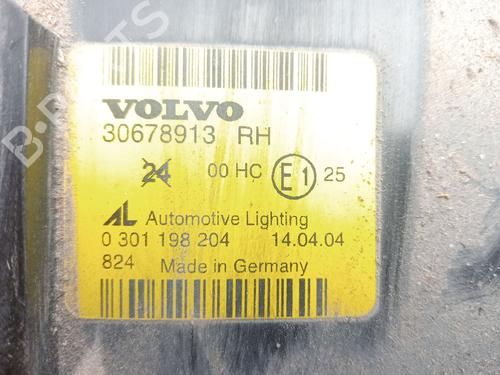 VOLVO
30678913 RH
24 00 HC E1 25
AL Automotive Lighting
0 301 198 204 14.04.04
824 Made in Germany